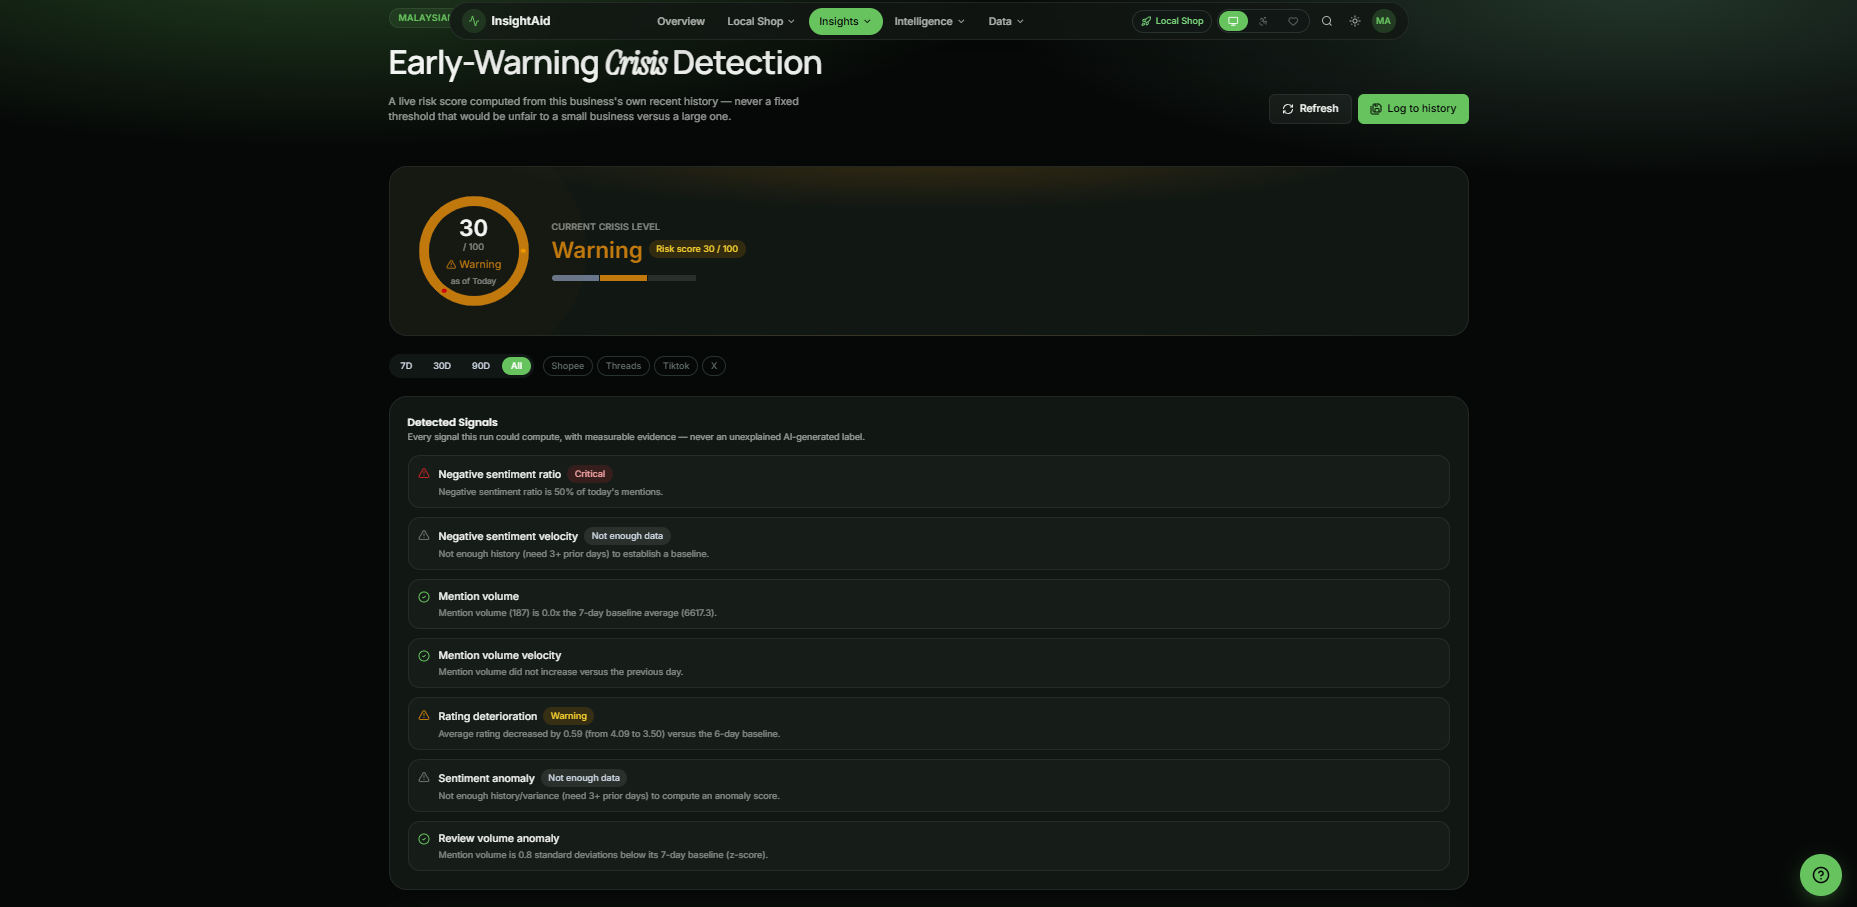 MALAYSIA
InsightAid
Overview
Local Shop
Insights
Intelligence
Data
Local Shop
MA
Early-Warning Crisis Detection
A live risk score computed from this business's own recent history — never a fixed
threshold that would be unfair to a small business versus a large one.
Refresh
Log to history
30
/ 100
Warning
as of Today
CURRENT CRISIS LEVEL
Warning
Risk score 30 / 100
7D
30D
90D
All
Shopee
Threads
Tiktok
X
Detected Signals
Every signal this run could compute, with measurable evidence — never an unexplained AI-generated label.
Negative sentiment ratio
Critical
Negative sentiment ratio is 50% of today's mentions.
Negative sentiment velocity
Not enough data
Not enough history (need 3+ prior days) to establish a baseline.
Mention volume
Mention volume (187) is 0.0x the 7-day baseline average (6617.3).
Mention volume velocity
Mention volume did not increase versus the previous day.
Rating deterioration
Warning
Average rating decreased by 0.59 (from 4.09 to 3.50) versus the 6-day baseline.
Sentiment anomaly
Not enough data
Not enough history/variance (need 3+ prior days) to compute an anomaly score.
Review volume anomaly
Mention volume is 0.8 standard deviations below its 7-day baseline (z-score).